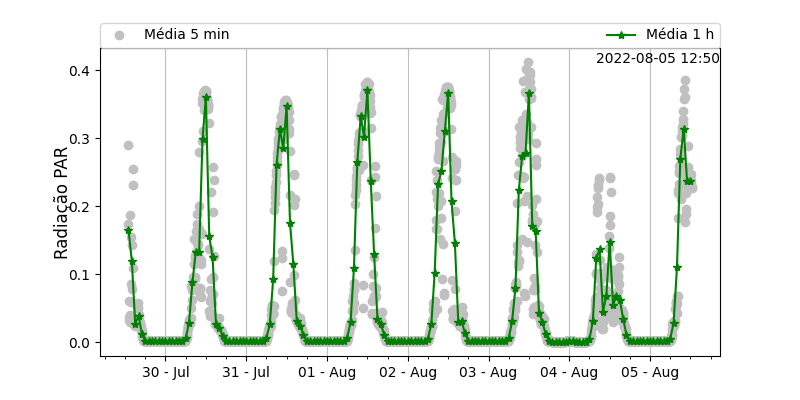 Média 5 min
Média 1 h
2022-08-05 12:50
Radiação PAR
0.4
0.3
0.2
0.1
0.0
30 - Jul
31 - Jul
01 - Aug
02 - Aug
03 - Aug
04 - Aug
05 - Aug